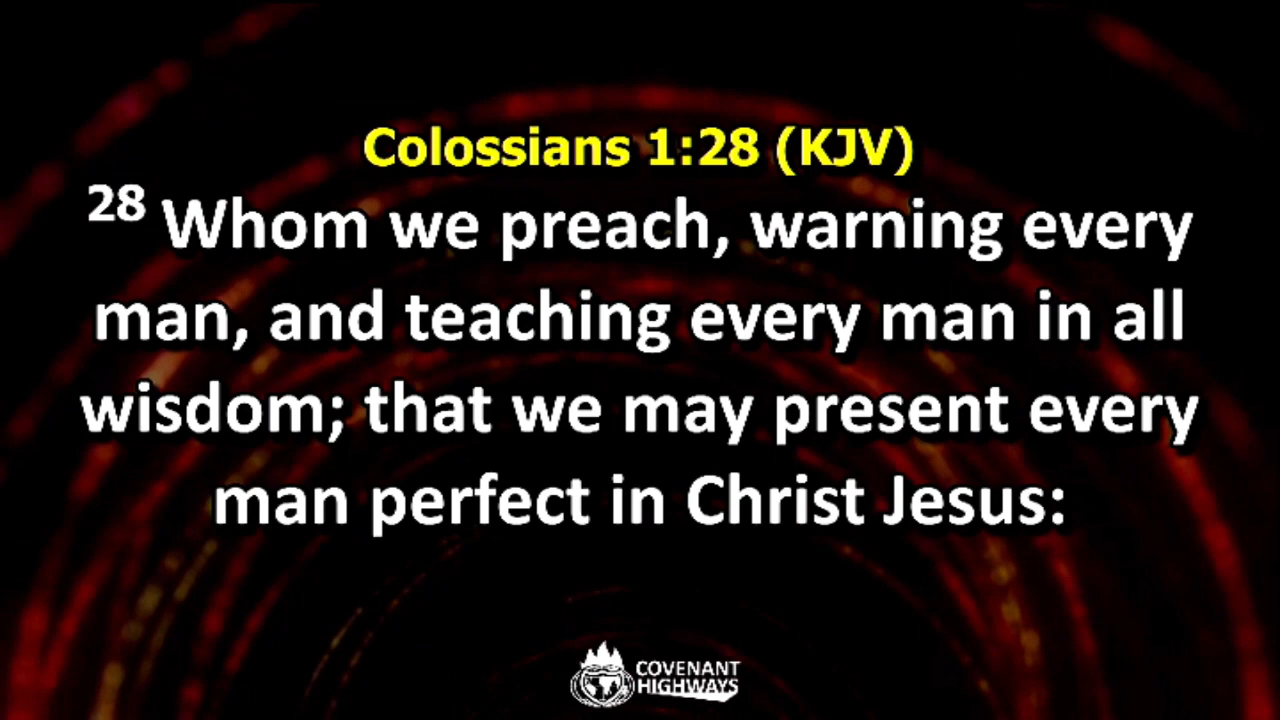 Colossians 1:28 (KJV)
28 Whom we preach, warning every
man, and teaching every man in all
wisdom; that we may present every
man perfect in Christ Jesus:
COVENANT
HIGHWAYS